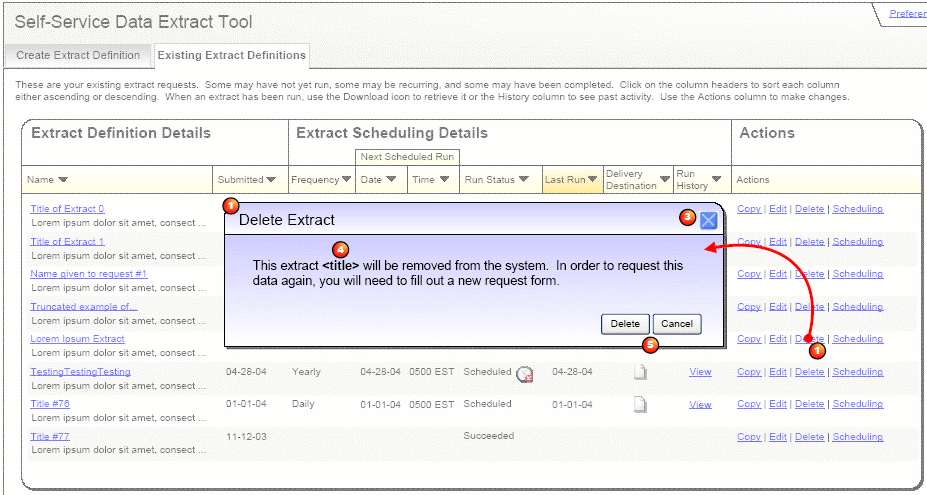 Self-Service Data Extract Tool
Prefere
Create Extract Definition
Existing Extract Definitions
These are your existing extract requests. Some may have not yet run, some may be recurring, and some may have been completed. Click on the column headers to sort each column
either ascending or descending. When an extract has been run, use the Download icon to retrieve it or the History column to see past activity. Use the Actions column to make changes.
Extract Definition Details
Extract Scheduling Details
Actions
Next Scheduled Run
Name
Submitted
Frequency
Date
Time
Run Status
Last Run
Delivery
Destination
Run
History
Actions
Title of Extract 0
Lorem ipsum dolor sit amet, consect ...
Copy | Edit | Delete | Scheduling
Title of Extract 1
Lorem ipsum dolor sit amet, consect ...
Copy | Edit | Delete | Scheduling
Name given to request #1
Lorem ipsum dolor sit amet, consect ...
Copy | Edit | Delete | Scheduling
Truncated example of...
Lorem ipsum dolor sit amet, consect ...
Copy | Edit | Delete | Scheduling
Lorem Ipsum Extract
Lorem ipsum dolor sit amet, consect ...
Copy | Edit | Delete | Scheduling
1
1
Delete Extract
3
4
This extract <title> will be removed from the system. In order to request this
data again, you will need to fill out a new request form.
Delete
Cancel
5
TestingTestingTesting 04-28-04 Yearly 04-28-04 0500 EST Scheduled 04-28-04 View Copy | Edit | Delete | Scheduling
Title #76 01-01-04 Daily 01-01-04 0500 EST Scheduled 01-01-04 View Copy | Edit | Delete | Scheduling
Lorem ipsum dolor sit amet, consect ...
Title #77 11-12-03 Succeeded Copy | Edit | Delete | Scheduling
Lorem ipsum dolor sit amet, consect ...